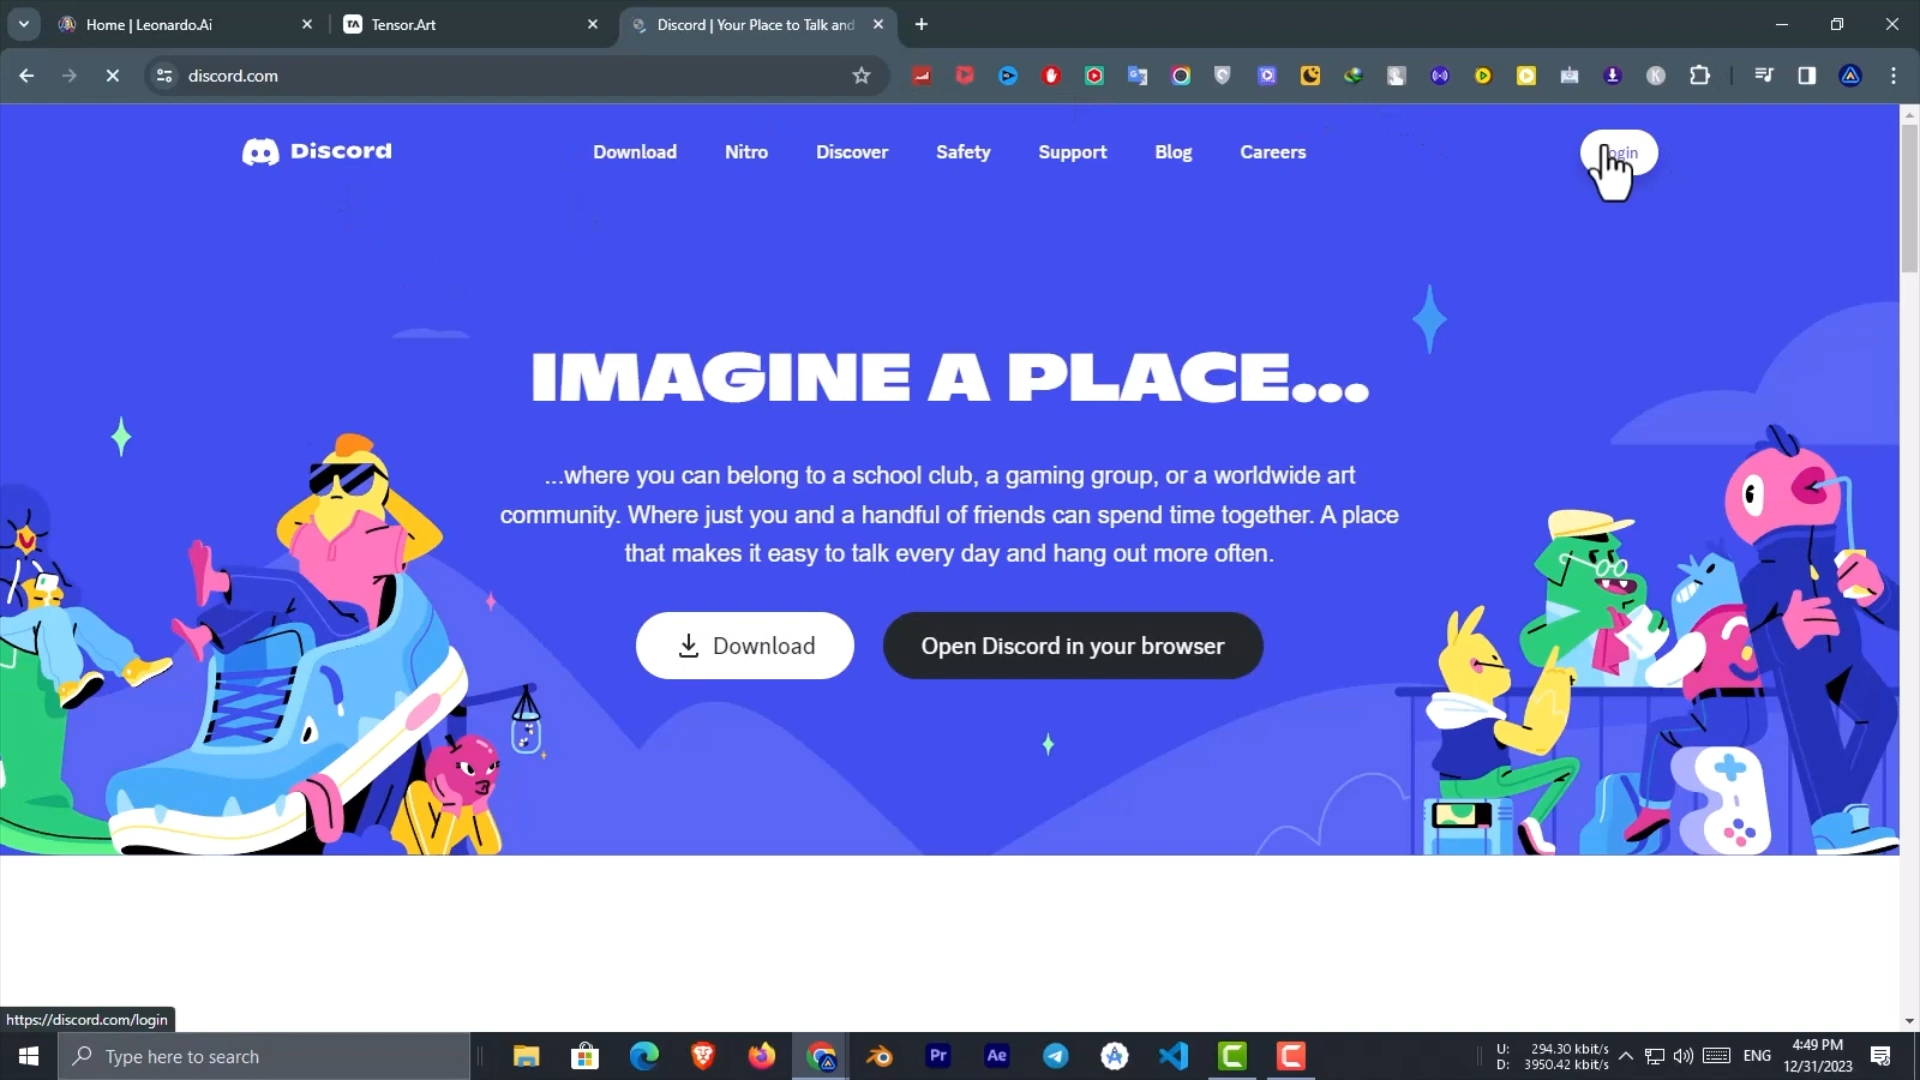 Home | Leonardo.Ai
Tensor.Art
Discord | Your Place to Talk and
discord.com
Discord
Download
Nitro
Discover
Safety
Support
Blog
Careers
IMAGINE A PLACE...
...where you can belong to a school club, a gaming group, or a worldwide art
community. Where just you and a handful of friends can spend time together. A place
that makes it easy to talk every day and hang out more often.
Download
Open Discord in your browser
https://discord.com/login
Type here to search
Pr
Ae
U: 294.30 kbit/s
D: 3950.42 kbit/s
ENG
4:49 PM
12/31/2023